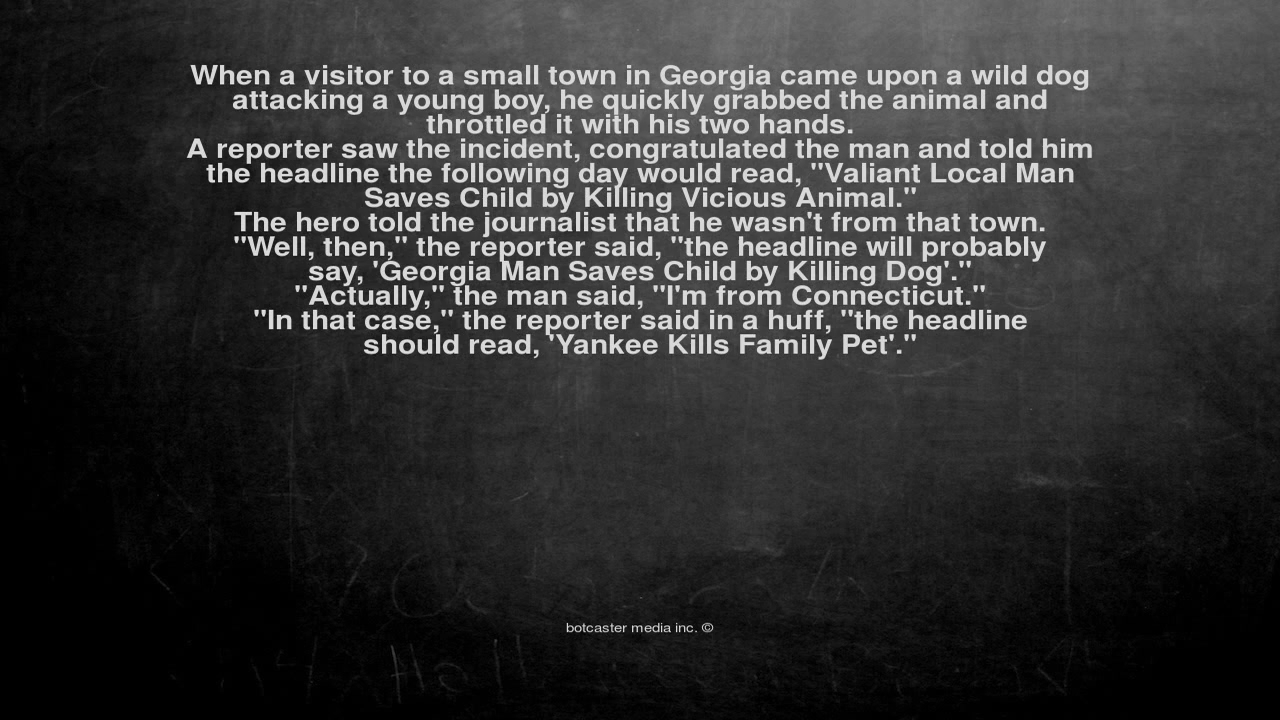 When a visitor to a small town in Georgia came upon a wild dog
attacking a young boy, he quickly grabbed the animal and
throttled it with his two hands.
A reporter saw the incident, congratulated the man and told him
the headline the following day would read, "Valiant Local Man
Saves Child by Killing Vicious Animal."
The hero told the journalist that he wasn't from that town.
"Well, then," the reporter said, "the headline will probably
say, 'Georgia Man Saves Child by Killing Dog'."
"Actually," the man said, "I'm from Connecticut."
"In that case," the reporter said in a huff, "the headline
should read, 'Yankee Kills Family Pet'."
botcaster media inc. ©